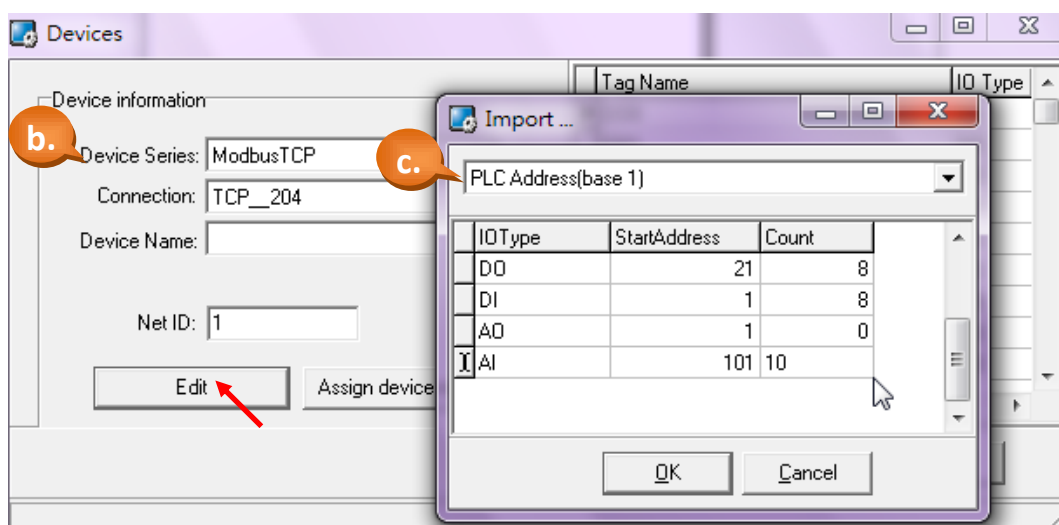 Devices
Tag Name IO Type
Device information
Import ...
b.
Device Series: ModbusTCP
c.
PLC Address(base 1)
Connection: TCP__204
Device Name:
IOType StartAddress Count
DO 21 8
DI 1 8
Net ID: 1
AO 1 0
AI 101 10
Edit
Assign device
OK Cancel